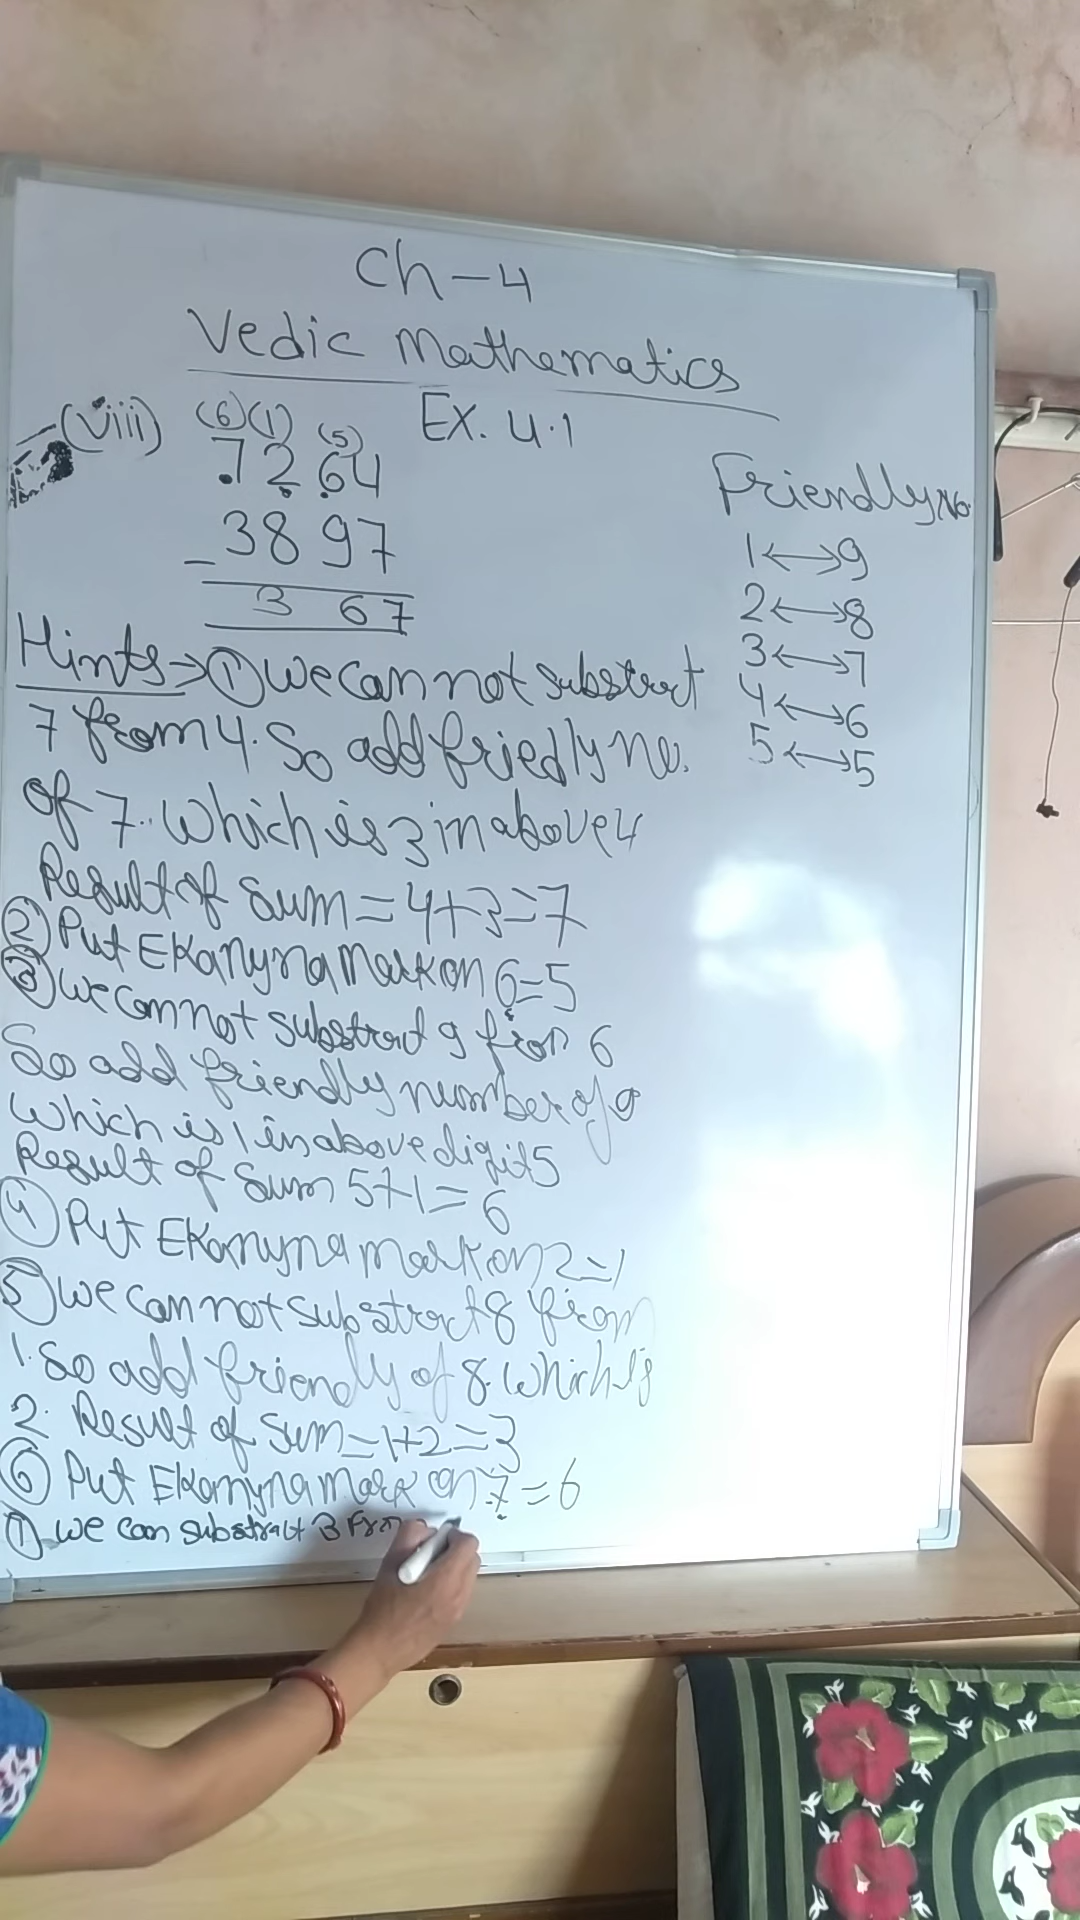 Ch-4
Vedic Mathematics
Ex. 4.1
(viii) (6)(1) (5)
7264
- 3897
3 67
Friendly No.
1↔9
2↔8
3↔7
4↔6
5↔5
Hints→① We can not substract
7 from 4. So add friedly no.
of 7. Which is 3 in above 4
Result of Sum = 4+3=7
② Put Ekanyna mark on 6=5
③ We can not substract 9 from 6
So add friendly number of 9
Which is 1 in above digit 5
Result of Sum 5+1=6
④ Put Ekanyna mark on 2=1
⑤ We can not substract 8 from
1. So add friendly of 8. Which is
2. Result of Sum=1+2=3
⑥ Put Ekanyna mark on 7=6
⑦ We can substract 3